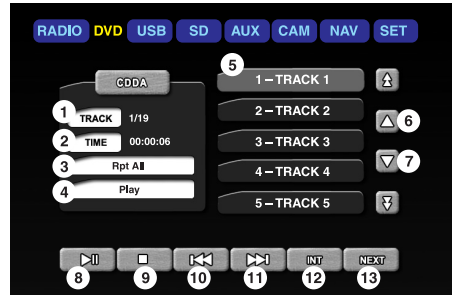 RADIO DVD USB SD AUX CAM NAV SET
CDDA
1 TRACK 1/19
2 TIME 00:00:06
3 Rpt All
4 Play
5
1 – TRACK 1
2 – TRACK 2
3 – TRACK 3
4 – TRACK 4
5 – TRACK 5
6
7
INT NEXT
8 9 10 11 12 13